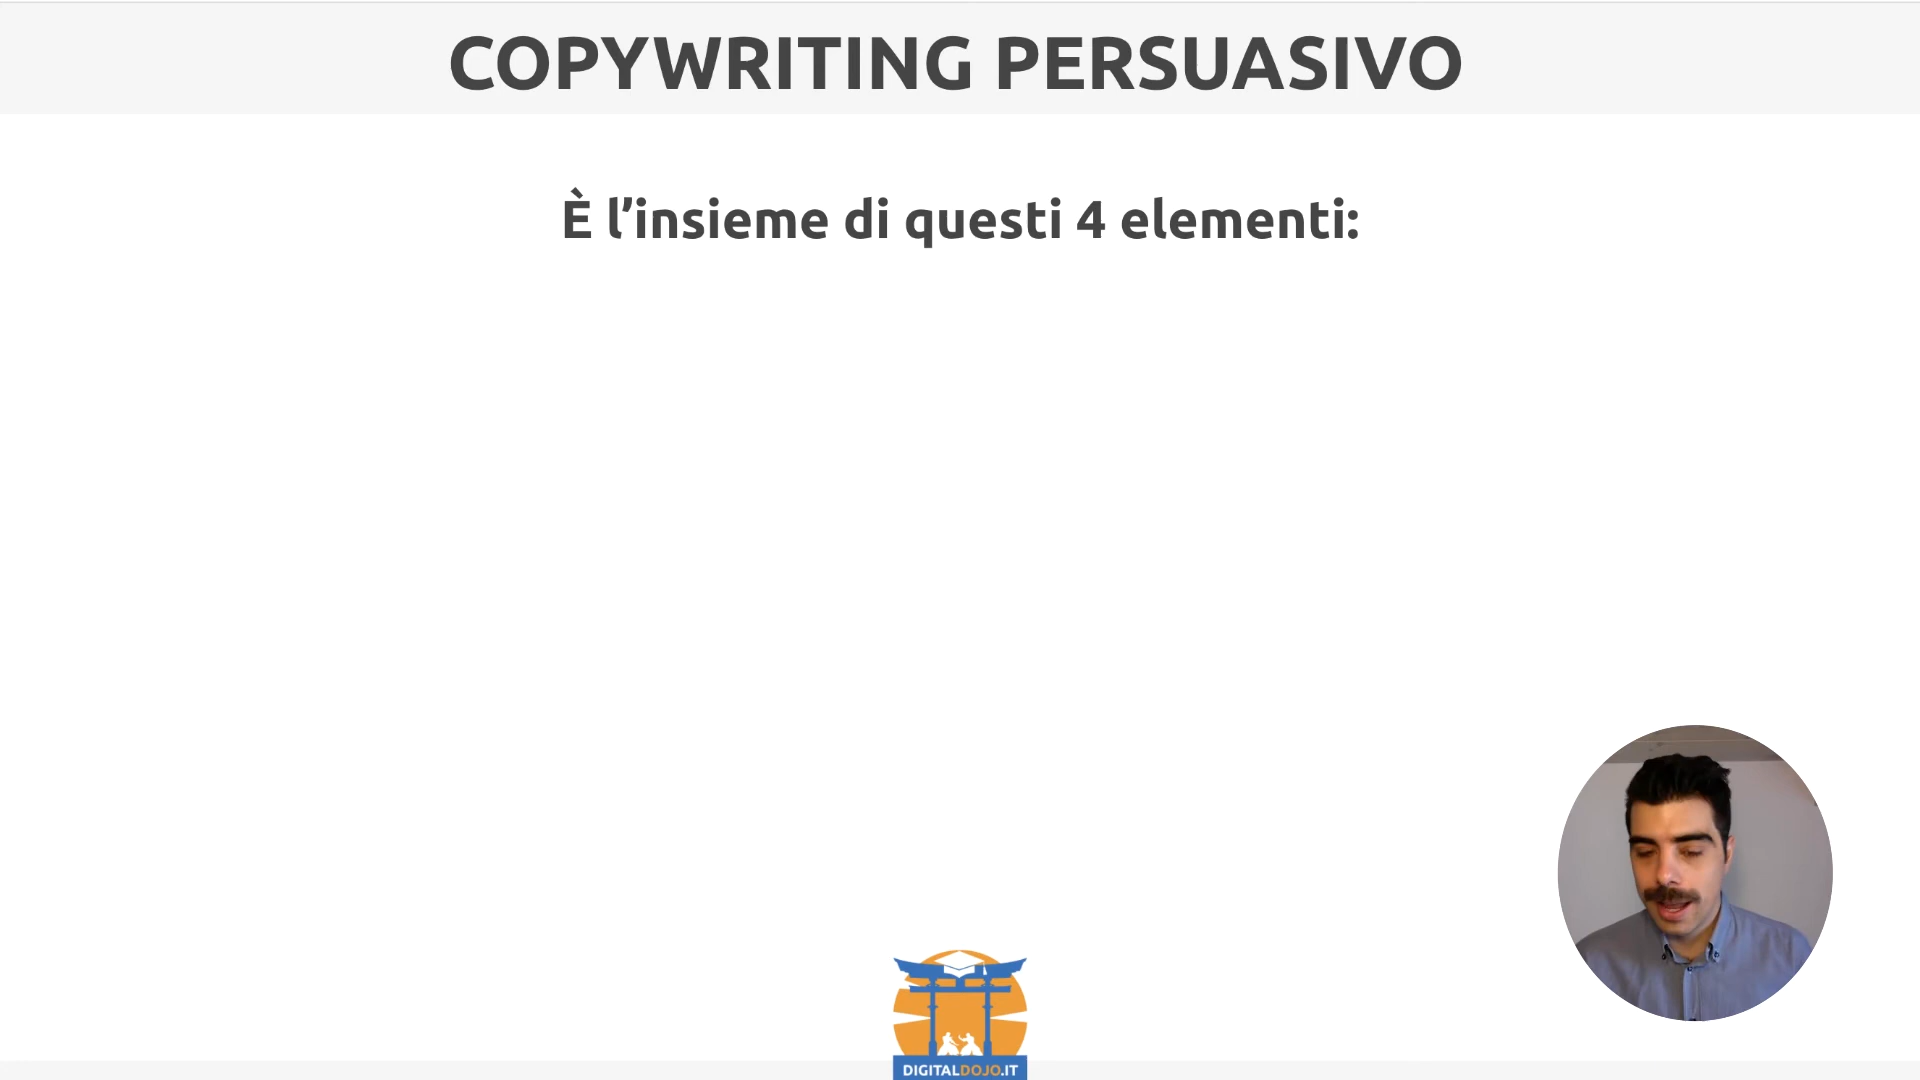 COPYWRITING PERSUASIVO
È l’insieme di questi 4 elementi:
DIGITALDOJO.IT